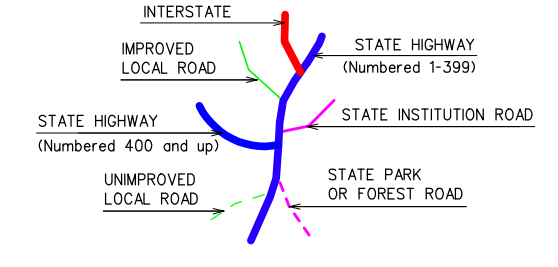 INTERSTATE
IMPROVED
LOCAL ROAD
STATE HIGHWAY
(Numbered 1-399)
STATE HIGHWAY
(Numbered 400 and up)
STATE INSTITUTION ROAD
UNIMPROVED
LOCAL ROAD
STATE PARK
OR FOREST ROAD